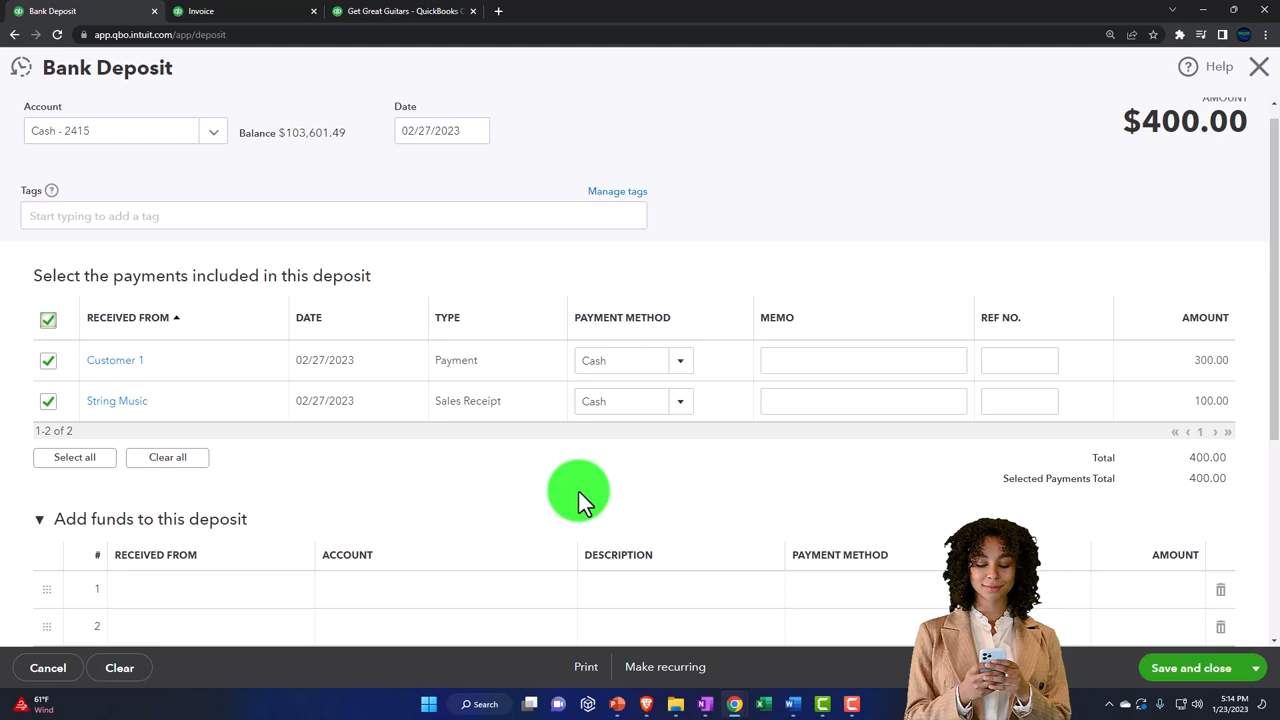 Bank Deposit
Invoice
Get Great Guitars - QuickBooks O
app.qbo.intuit.com/app/deposit
Bank Deposit
Help
Account
Date
AMOUNT
Cash - 2415
Balance $103,601.49
02/27/2023
$400.00
Tags
Manage tags
Start typing to add a tag
Select the payments included in this deposit
RECEIVED FROM DATE TYPE PAYMENT METHOD MEMO REF NO. AMOUNT
Customer 1 02/27/2023 Payment Cash 300.00
String Music 02/27/2023 Sales Receipt Cash 100.00
1-2 of 2
« ‹ 1 › »
Select all
Clear all
Total 400.00
Selected Payments Total 400.00
Add funds to this deposit
# RECEIVED FROM ACCOUNT DESCRIPTION PAYMENT METHOD AMOUNT
1
2
Cancel
Clear
Print
Make recurring
Save and close
61°F
Wind
Search
5:14 PM
1/23/2023